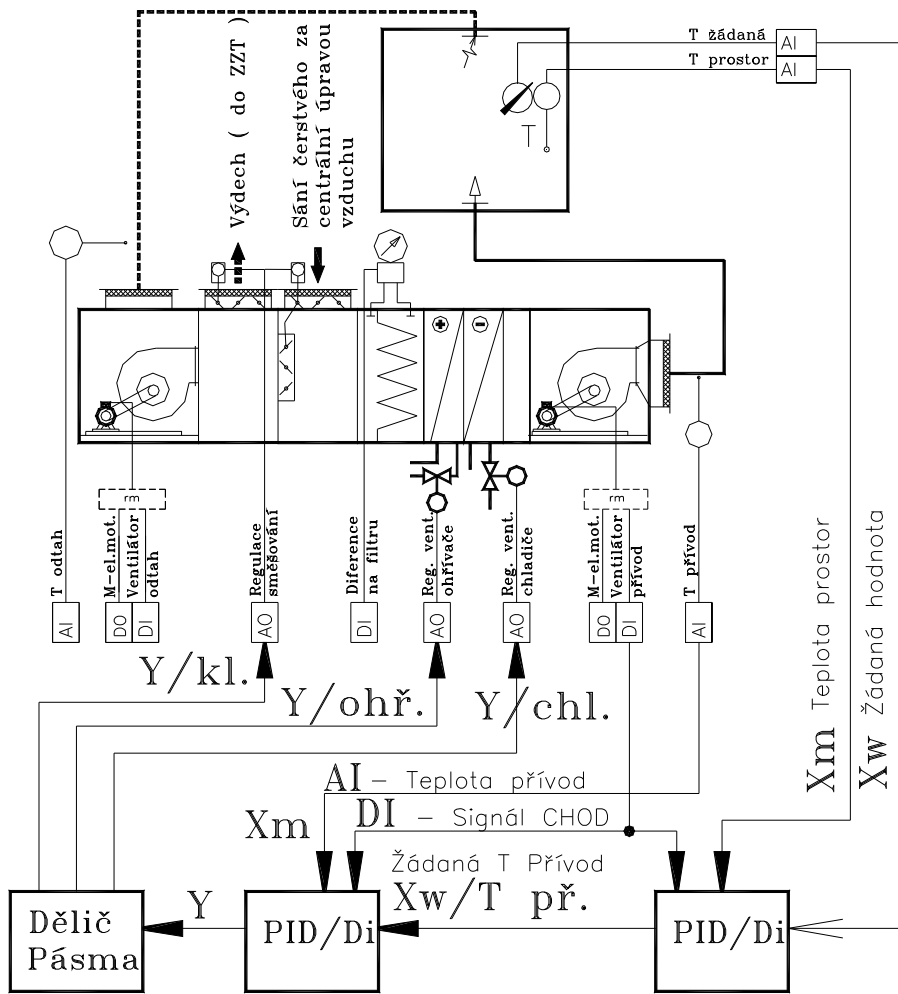 T žádaná
AI
T prostor
AI
Výdech ( do ZZT )
Sání čerstvého za
centrální úpravou
vzduchu
T
+
−
rm
rm
T odtah
M-el.mot.
Ventilátor
odtah
Regulace
směšování
Diference
na filtru
Reg. vent.
ohřívače
Reg. vent.
chladiče
M-el.mot.
Ventilátor
přívod
T přívod
AI
DO
DI
AO
DI
AO
AO
DO
DI
AI
Xm Teplota prostor
Xw Žádaná hodnota
Y/kl.
Y/ohř.
Y/chl.
AI – Teplota přívod
Xm
DI – Signál CHOD
Žádaná T Přívod
Y
Xw/T př.
Dělič
Pásma
PID/Di
PID/Di